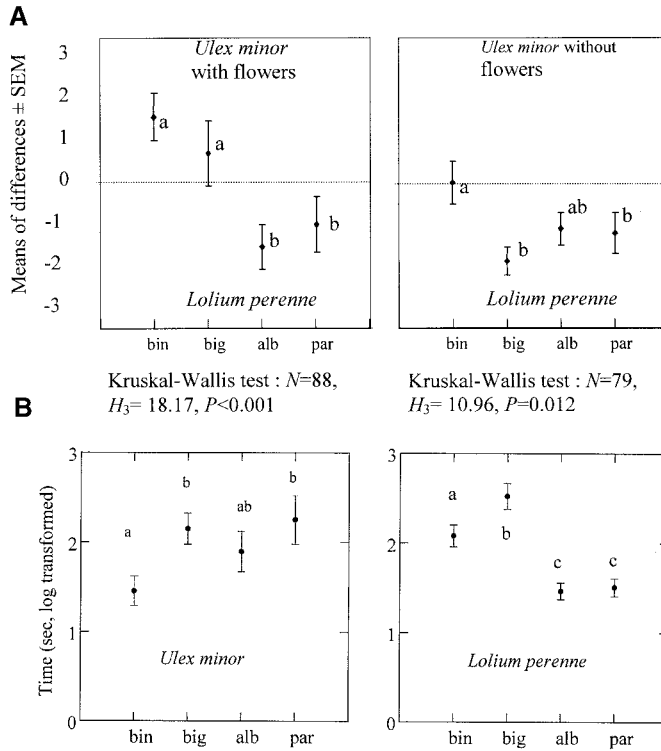 A
Means of differences ± SEM
3
2
1
0
-1
-2
-3
Ulex minor
with flowers
a
a
b
b
Lolium perenne
bin big alb par
Ulex minor without
flowers
a
b
ab
b
Lolium perenne
bin big alb par
Kruskal-Wallis test : N=88,
H3= 18.17, P<0.001
Kruskal-Wallis test : N=79,
H3= 10.96, P=0.012
B
Time (sec, log transformed)
3
2
1
0
a
b
ab
b
Ulex minor
bin big alb par
3
2
1
0
a
b
c
c
Lolium perenne
bin big alb par